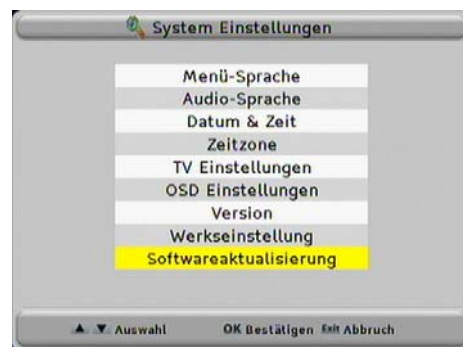 System Einstellungen
Menü-Sprache
Audio-Sprache
Datum & Zeit
Zeitzone
TV Einstellungen
OSD Einstellungen
Version
Werkseinstellung
Softwareaktualisierung
▲ ▼ Auswahl OK Bestätigen Exit Abbruch